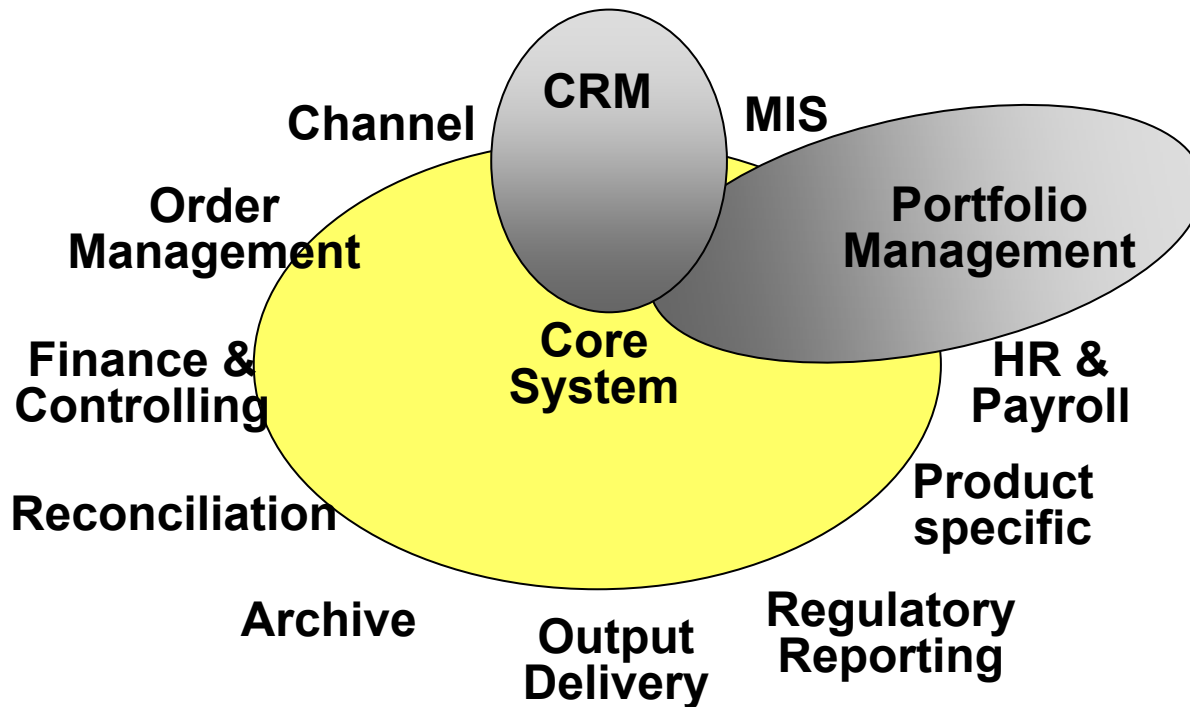 CRM
Channel
MIS
Order
Management
Portfolio
Management
Finance &
Controlling
Core
System
HR &
Payroll
Reconciliation
Product
specific
Archive
Output
Delivery
Regulatory
Reporting